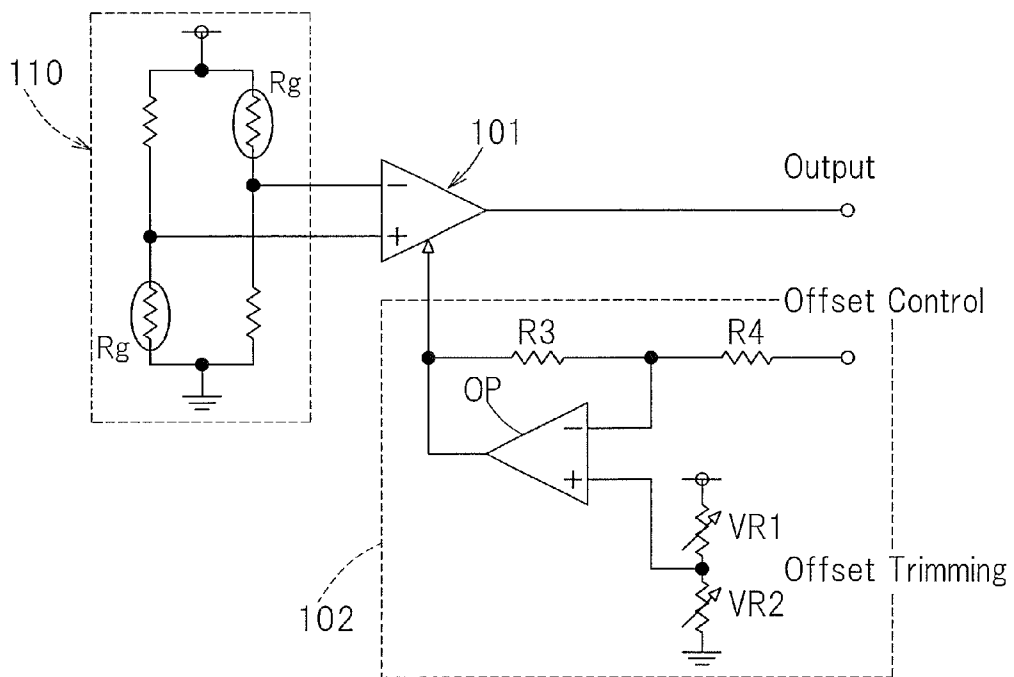 110
Rg
101
Output
−
+
Rg
Offset Control
R3
R4
OP
−
+
VR1
Offset Trimming
VR2
102